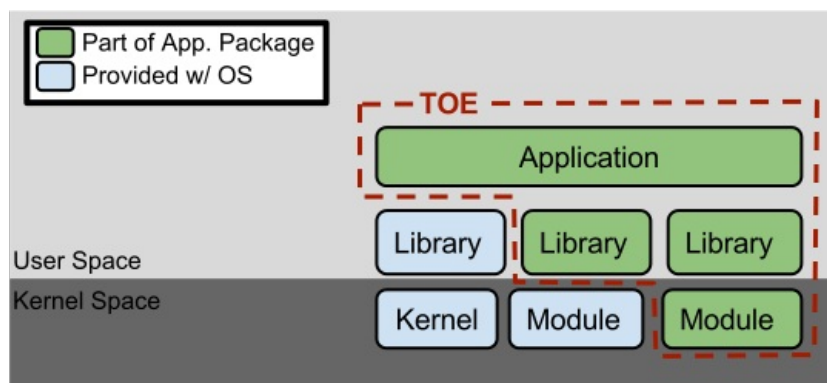 Part of App. Package
Provided w/ OS
TOE
Application
Library Library Library
User Space
Kernel Space
Kernel Module Module